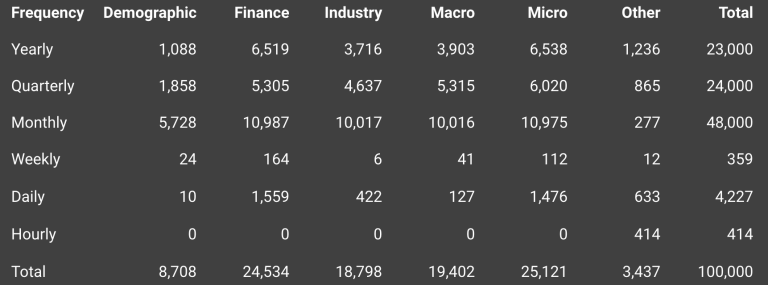 Frequency Demographic Finance Industry Macro Micro Other Total
Yearly 1,088 6,519 3,716 3,903 6,538 1,236 23,000
Quarterly 1,858 5,305 4,637 5,315 6,020 865 24,000
Monthly 5,728 10,987 10,017 10,016 10,975 277 48,000
Weekly 24 164 6 41 112 12 359
Daily 10 1,559 422 127 1,476 633 4,227
Hourly 0 0 0 0 0 414 414
Total 8,708 24,534 18,798 19,402 25,121 3,437 100,000